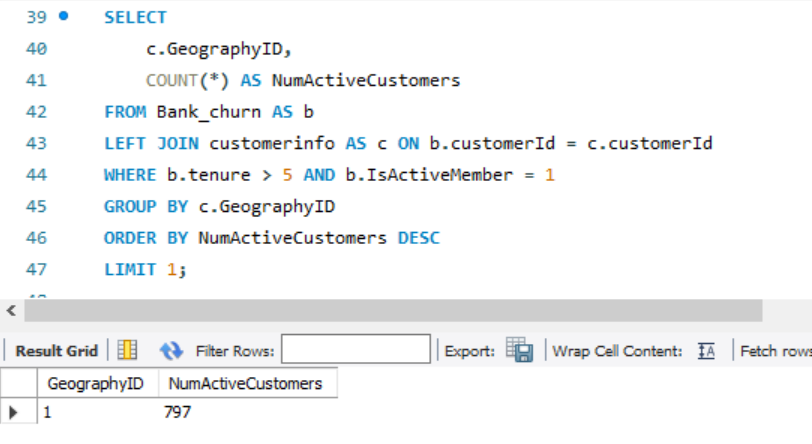 39 SELECT
40 c.GeographyID,
41 COUNT(*) AS NumActiveCustomers
42 FROM Bank_churn AS b
43 LEFT JOIN customerinfo AS c ON b.customerId = c.customerId
44 WHERE b.tenure > 5 AND b.IsActiveMember = 1
45 GROUP BY c.GeographyID
46 ORDER BY NumActiveCustomers DESC
47 LIMIT 1;
Result Grid Filter Rows: Export: Wrap Cell Content: Fetch rows
GeographyID NumActiveCustomers
1 797